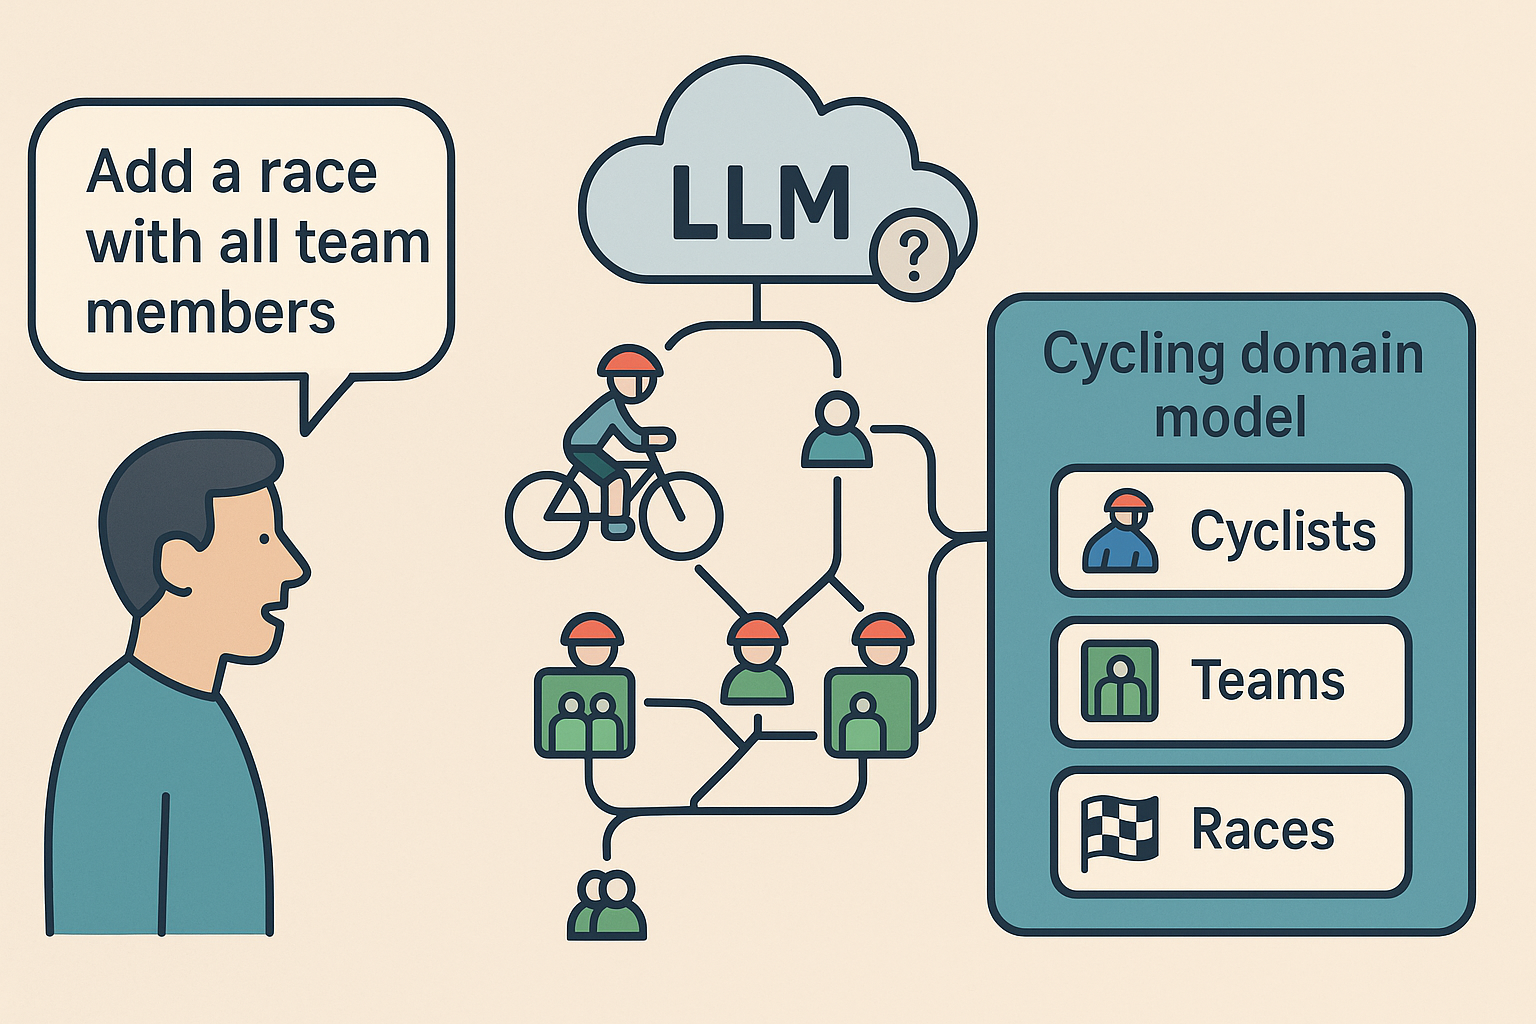 Add a race
with all team
members
LLM
?
Cycling domain
model
Cyclists
Teams
Races